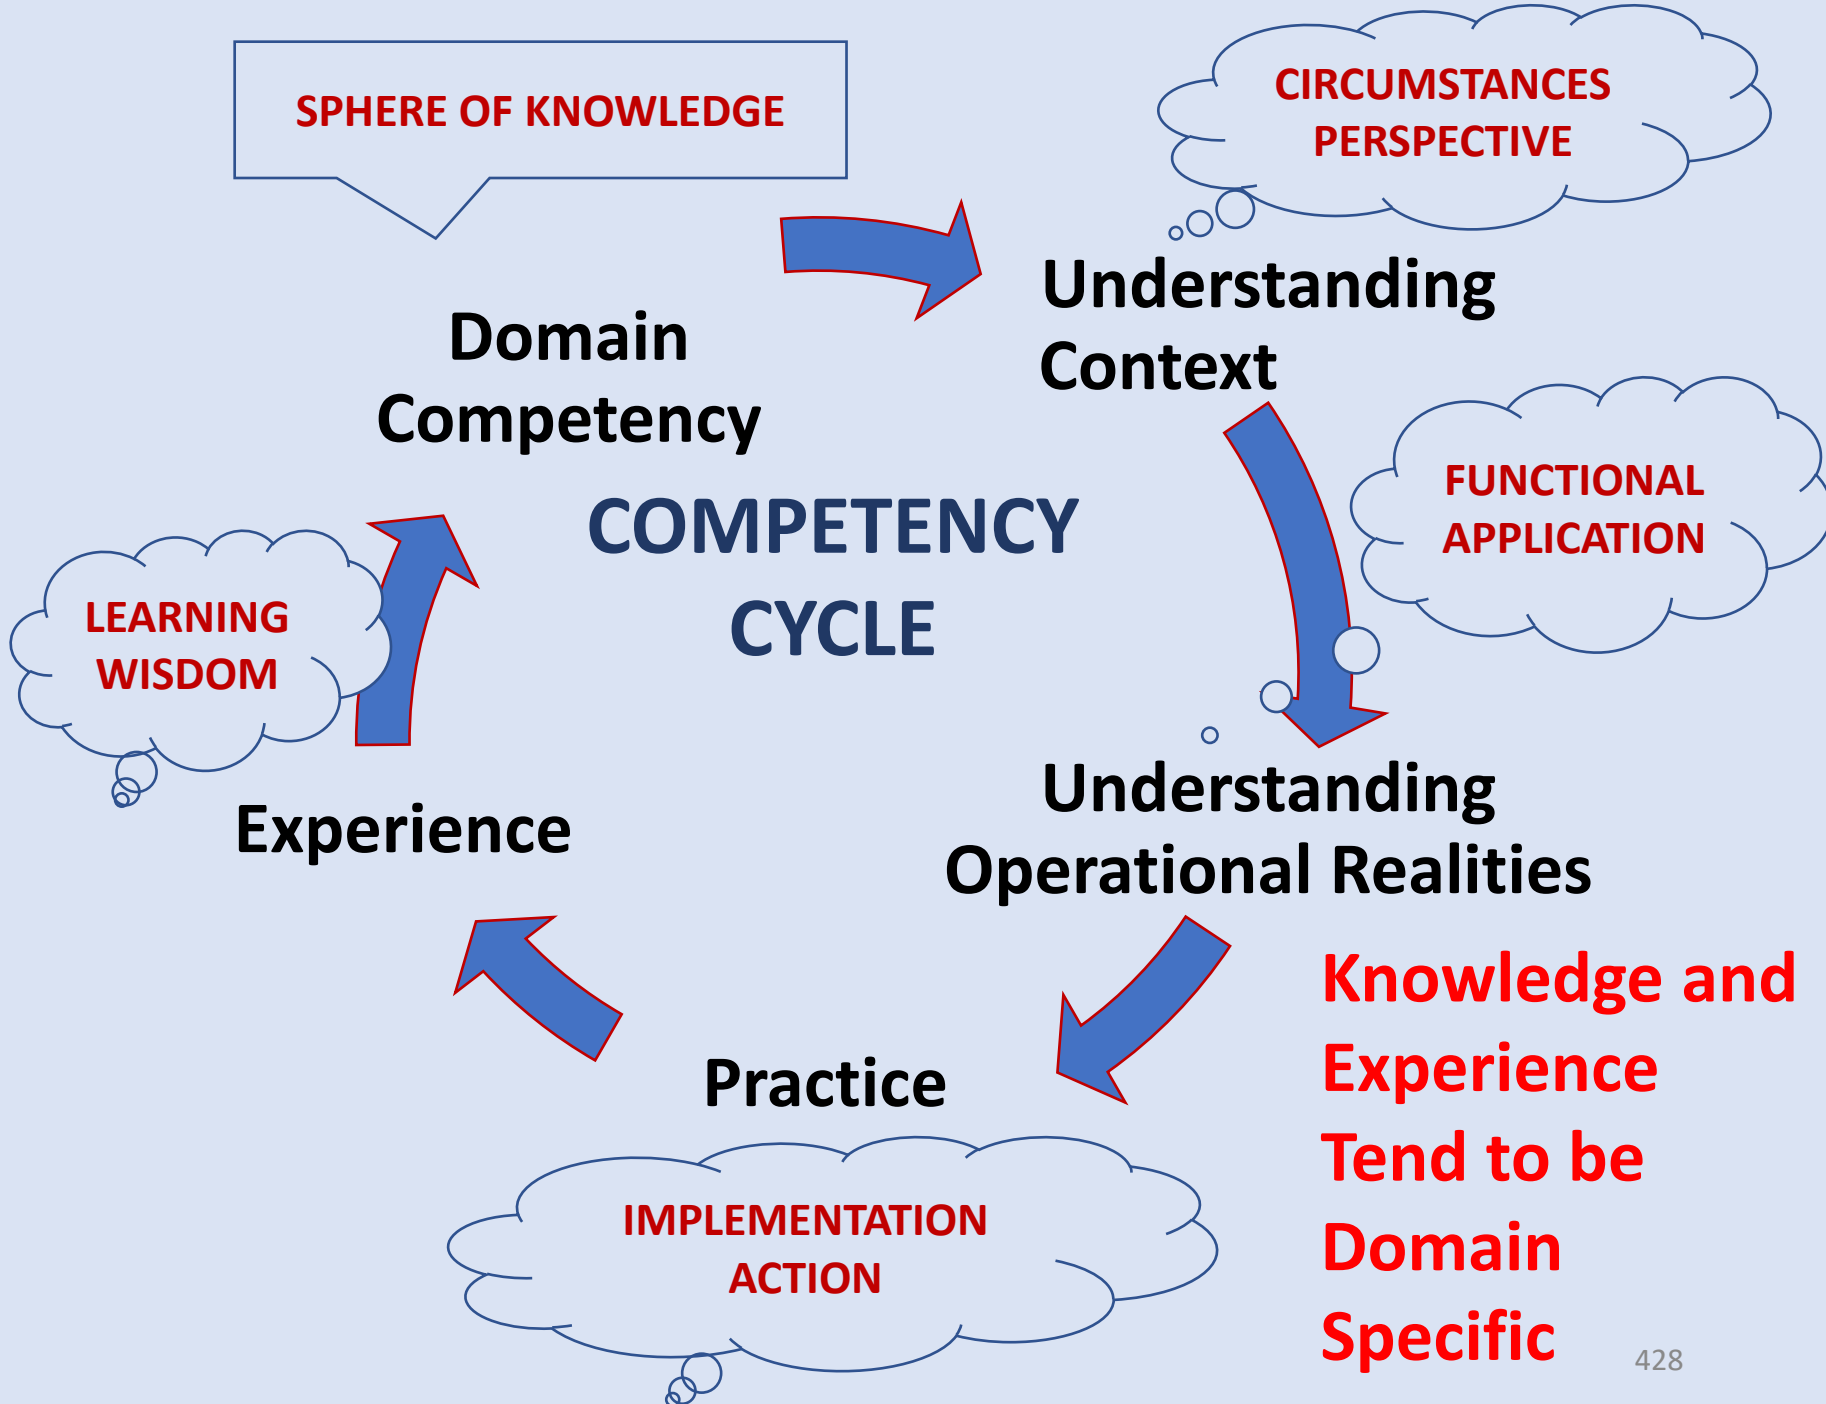 SPHERE OF KNOWLEDGE
CIRCUMSTANCES
PERSPECTIVE
Domain
Competency
Understanding
Context
COMPETENCY
CYCLE
FUNCTIONAL
APPLICATION
LEARNING
WISDOM
Experience
Understanding
Operational Realities
Practice
IMPLEMENTATION
ACTION
Knowledge and
Experience
Tend to be
Domain
Specific
428